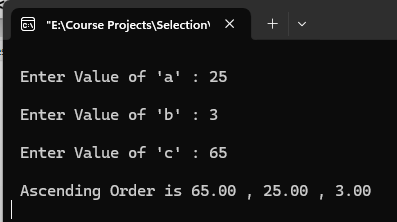 "E:\Course Projects\Selection\
Enter Value of 'a' : 25
Enter Value of 'b' : 3
Enter Value of 'c' : 65
Ascending Order is 65.00 , 25.00 , 3.00